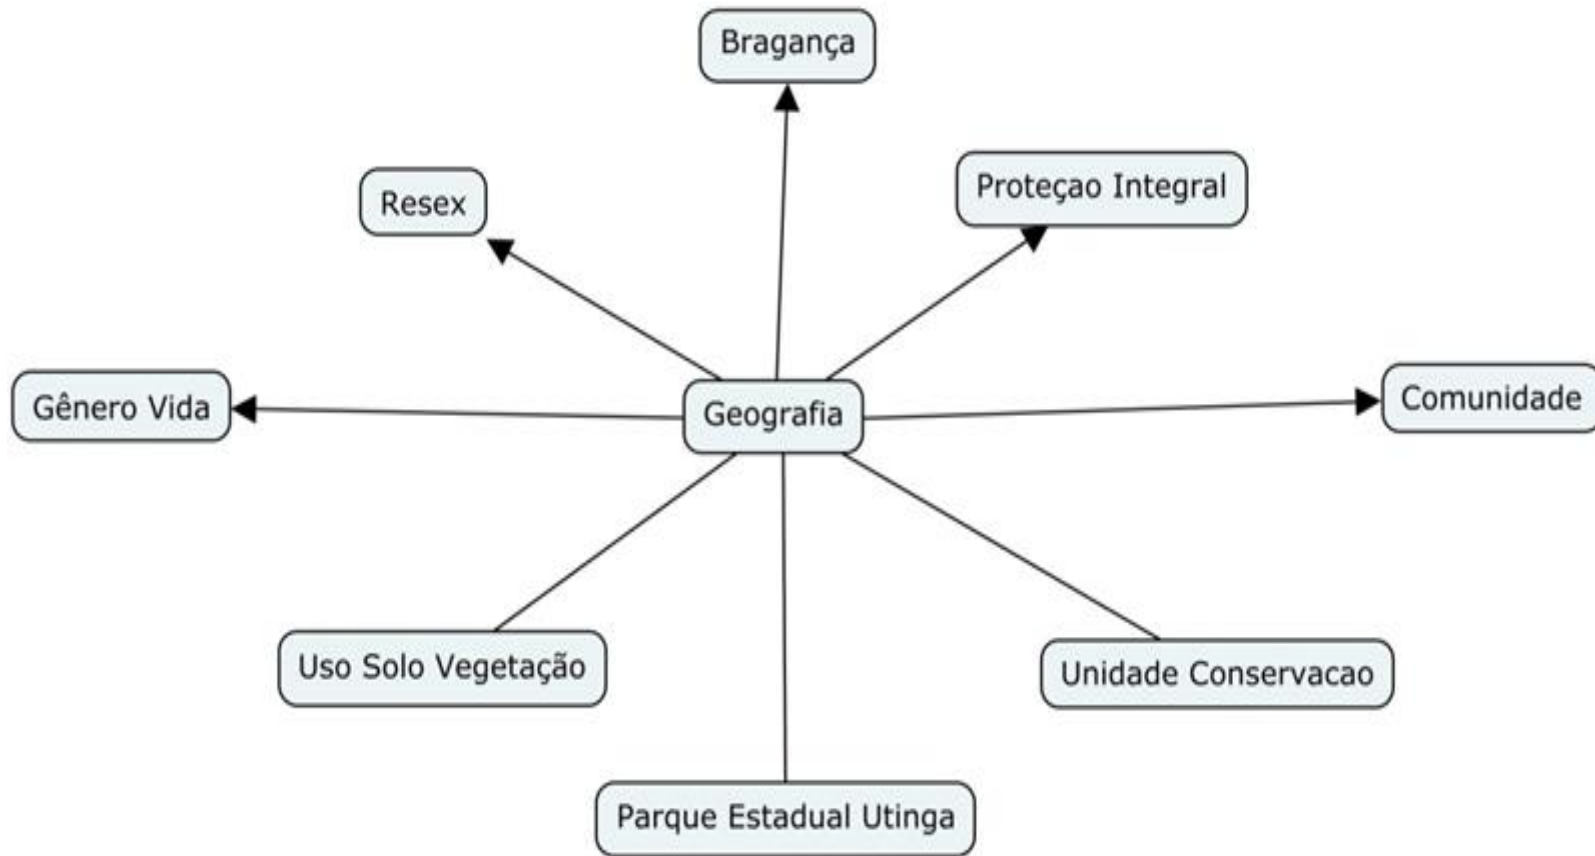 Bragança
Proteçao Integral
Resex
Gênero Vida
Geografia
Comunidade
Uso Solo Vegetação
Unidade Conservacao
Parque Estadual Utinga